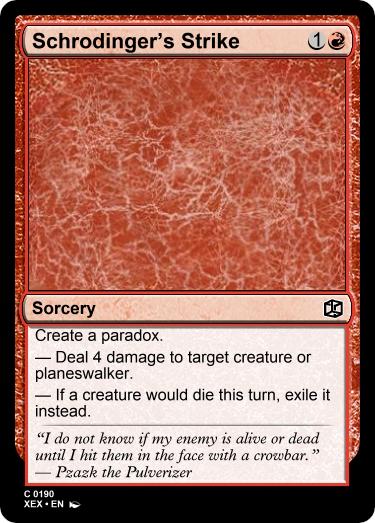 Schrodinger's Strike 1
Sorcery
Create a paradox.
— Deal 4 damage to target creature or
planeswalker.
— If a creature would die this turn, exile it
instead.
“I do not know if my enemy is alive or dead
until I hit them in the face with a crowbar.”
— Pzazk the Pulverizer
C 0190
XEX • EN